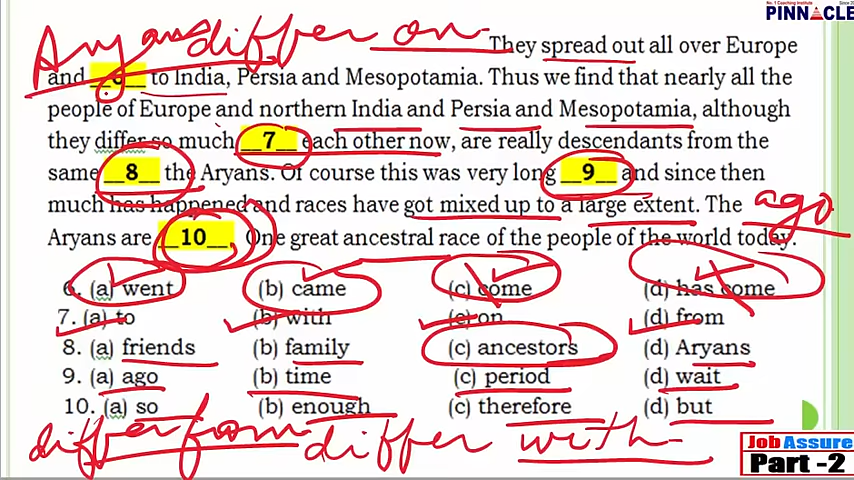 No. 1 Coaching Institute
PINNACLE
Any and differ on
They spread out all over Europe
and __6__ to India, Persia and Mesopotamia. Thus we find that nearly all the
people of Europe and northern India and Persia and Mesopotamia, although
they differ so much __7__ each other now, are really descendants from the
same __8__ the Aryans. Of course this was very long __9__ and since then
much has happened and races have got mixed up to a large extent. The
ago
Aryans are __10__ One great ancestral race of the people of the world today.
6. (a) went (b) came (c) come (d) has come
7. (a) to (b) with (c) on (d) from
8. (a) friends (b) family (c) ancestors (d) Aryans
9. (a) ago (b) time (c) period (d) wait
10. (a) so (b) enough (c) therefore (d) but
differ from differ with
Job Assure
Part -2